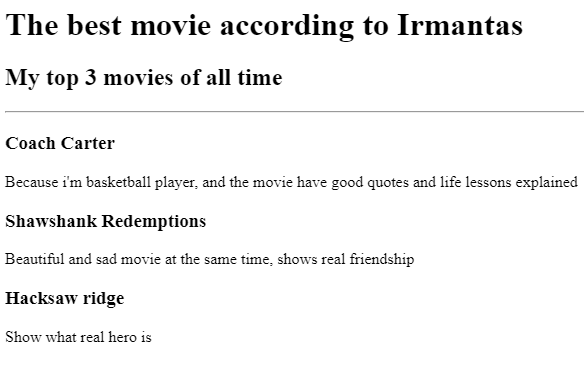 The best movie according to Irmantas
My top 3 movies of all time
Coach Carter
Because i'm basketball player, and the movie have good quotes and life lessons explained
Shawshank Redemptions
Beautiful and sad movie at the same time, shows real friendship
Hacksaw ridge
Show what real hero is